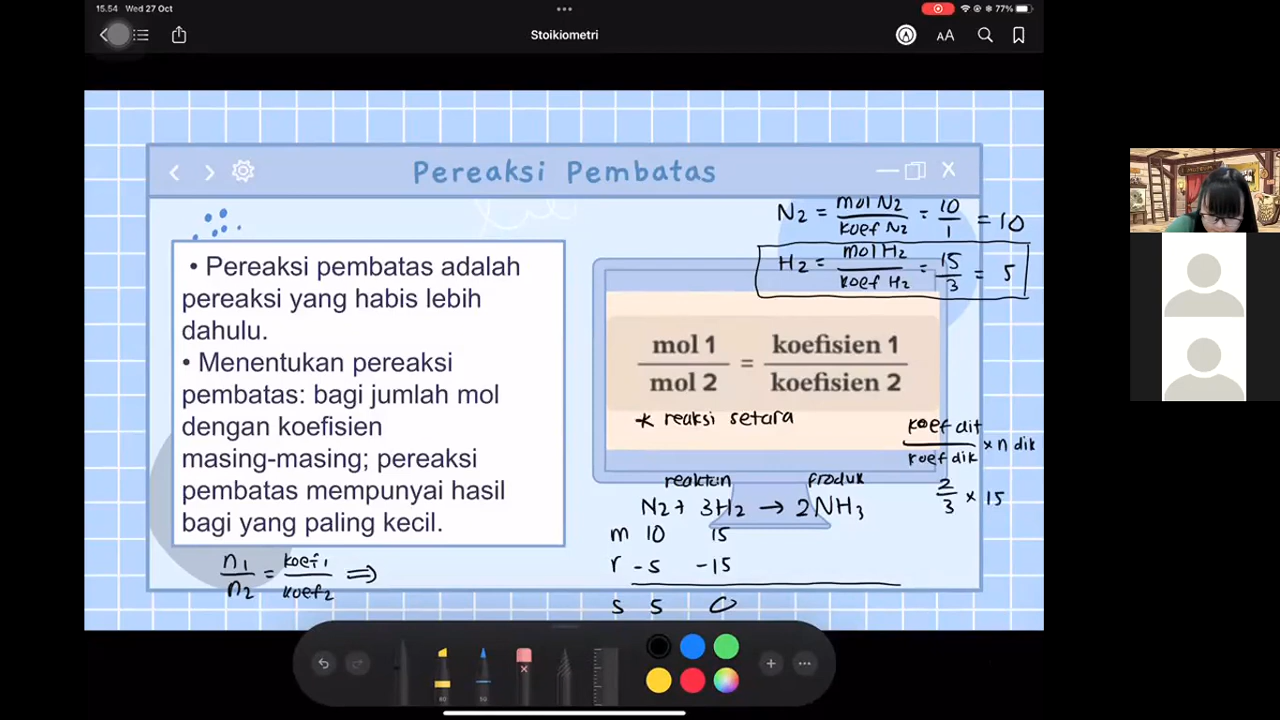 15.54 Wed 27 Oct
77%
Stoikiometri
AA
Pereaksi Pembatas
N2 = mol N2 / koef N2 = 10 / 1 = 10
H2 = mol H2 / koef H2 = 15 / 3 = 5
• Pereaksi pembatas adalah
pereaksi yang habis lebih
dahulu.
• Menentukan pereaksi
pembatas: bagi jumlah mol
dengan koefisien
masing-masing; pereaksi
pembatas mempunyai hasil
bagi yang paling kecil.
mol 1 / mol 2 = koefisien 1 / koefisien 2
* reaksi setara
koef dit / koef dik × n dik
2/3 × 15
reaktan produk
N2 + 3H2 → 2NH3
m 10 15
r -5 -15
s 5 0
n1 / n2 = koef1 / koef2 ⇒
80
50